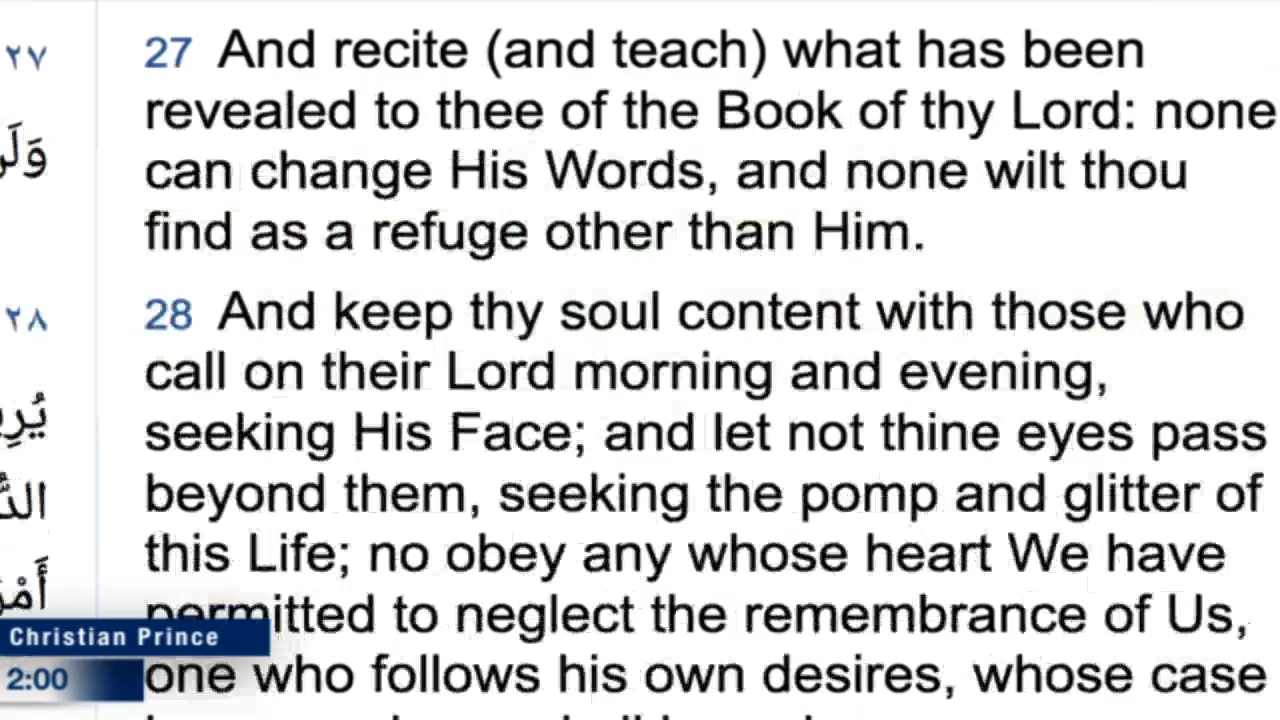 ٢٧
27 And recite (and teach) what has been
revealed to thee of the Book of thy Lord: none
can change His Words, and none wilt thou
find as a refuge other than Him.
٢٨
28 And keep thy soul content with those who
call on their Lord morning and evening,
seeking His Face; and let not thine eyes pass
beyond them, seeking the pomp and glitter of
this Life; no obey any whose heart We have
permitted to neglect the remembrance of Us,
one who follows his own desires, whose case
Christian Prince
2:00